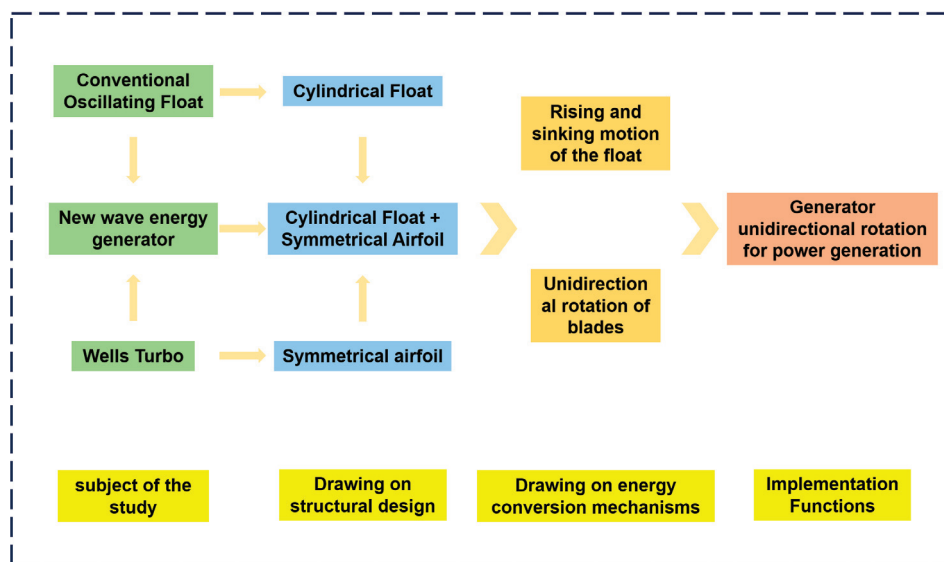 Conventional
Oscillating Float
Cylindrical Float
Rising and
sinking motion
of the float
New wave energy
generator
Cylindrical Float +
Symmetrical Airfoil
Generator
unidirectional rotation
for power generation
Unidirection
al rotation of
blades
Wells Turbo
Symmetrical airfoil
subject of the
study
Drawing on
structural design
Drawing on energy
conversion mechanisms
Implementation
Functions